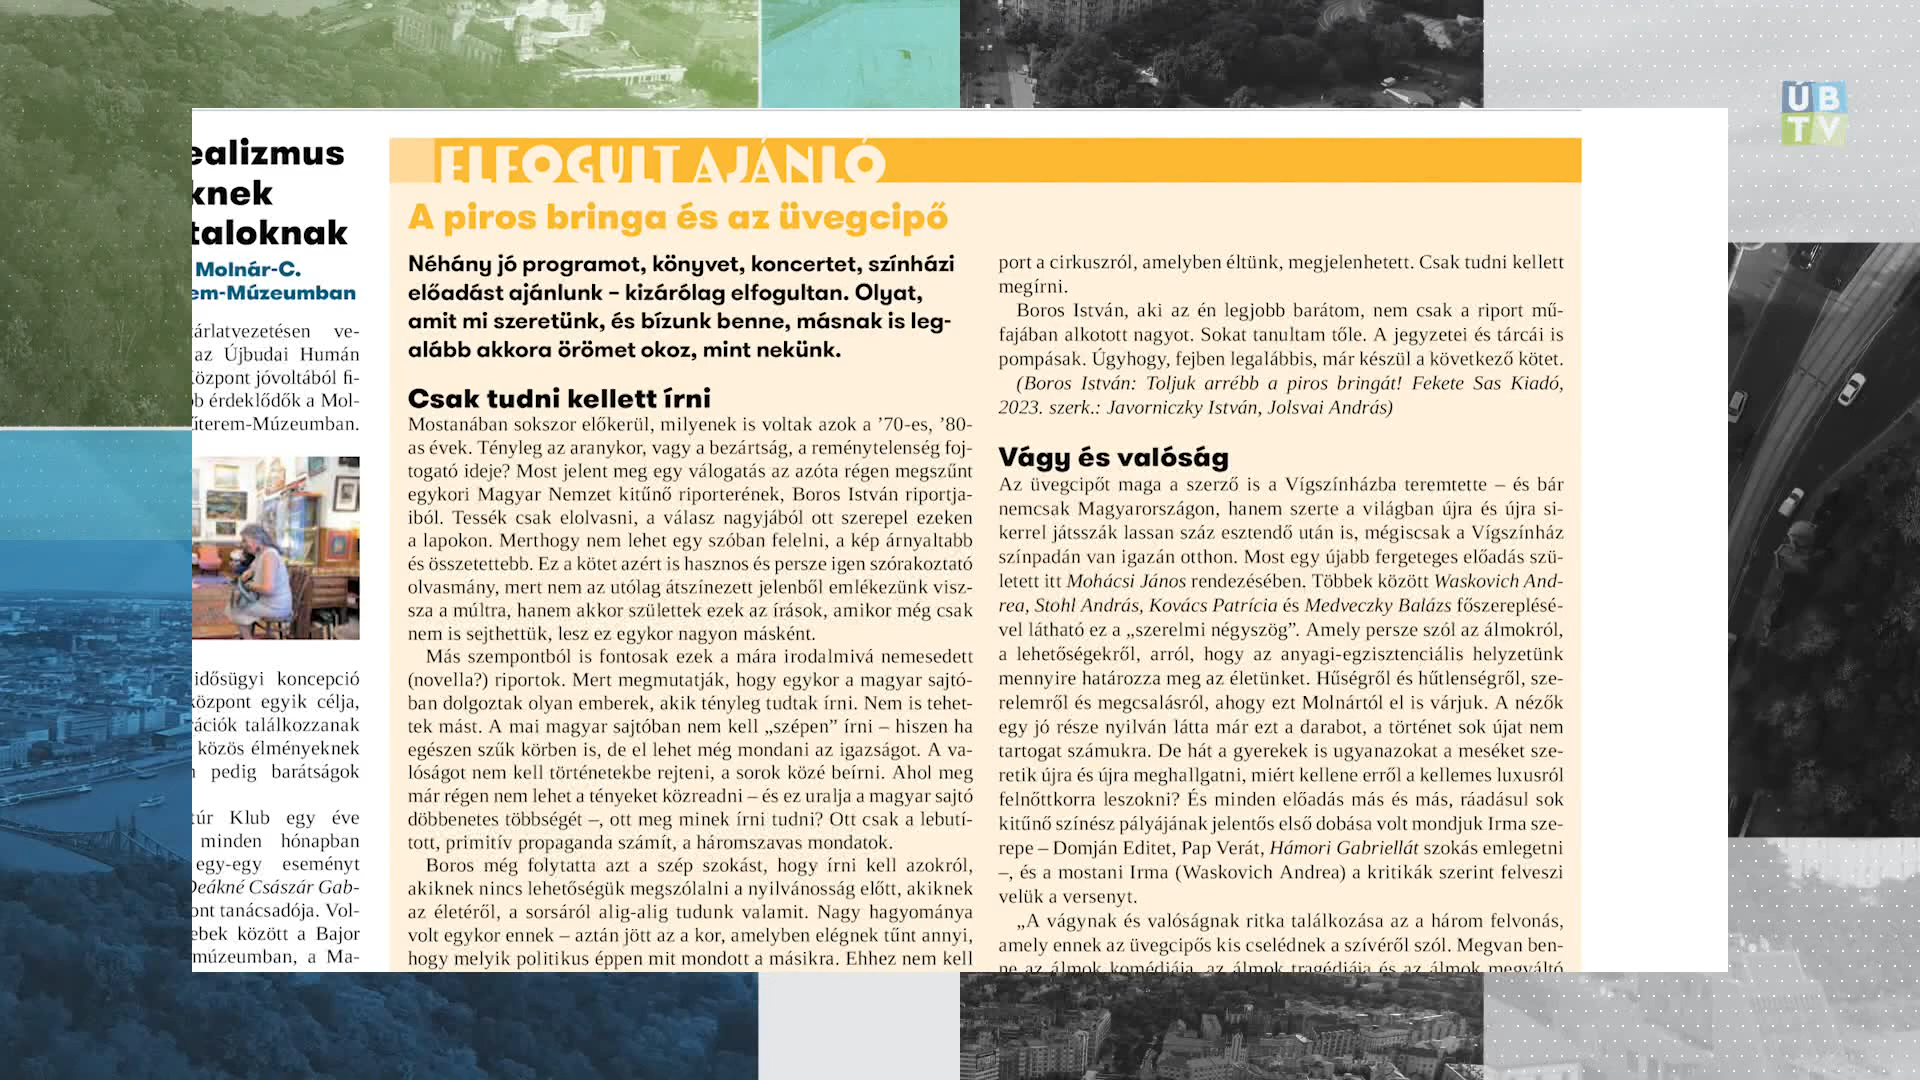 ÚB
TV
ealizmus
knek
taloknak
Molnár-C.
em-Múzeumban
tárlatvezetésen ve-
az Újbudai Humán
Központ jóvoltából fi-
b érdeklődők a Mol-
űterem-Múzeumban.
idősügyi koncepció
központ egyik célja,
rációk találkozzanak
közös élményeknek
pedig barátságok
túr Klub egy éve
minden hónapban
egy-egy eseményt
Deákné Császár Gab-
ont tanácsadója. Vol-
ebek között a Bajor
múzeumban, a Ma-
ELFOGULT AJÁNLÓ
A piros bringa és az üvegcipő
Néhány jó programot, könyvet, koncertet, színházi
előadást ajánlunk – kizárólag elfogultan. Olyat,
amit mi szeretünk, és bízunk benne, másnak is leg-
alább akkora örömet okoz, mint nekünk.
Csak tudni kellett írni
Mostanában sokszor előkerül, milyenek is voltak azok a ’70-es, ’80-
as évek. Tényleg az aranykor, vagy a bezártság, a reménytelenség foj-
togató ideje? Most jelent meg egy válogatás az azóta régen megszűnt
egykori Magyar Nemzet kitűnő riporterének, Boros István riportja-
iból. Tessék csak elolvasni, a válasz nagyjából ott szerepel ezeken
a lapokon. Merthogy nem lehet egy szóban felelni, a kép árnyaltabb
és összetettebb. Ez a kötet azért is hasznos és persze igen szórakoztató
olvasmány, mert nem az utólag átszínezett jelenből emlékezünk visz-
sza a múltra, hanem akkor születtek ezek az írások, amikor még csak
nem is sejthettük, lesz ez egykor nagyon másként.
Más szempontból is fontosak ezek a mára irodalmivá nemesedett
(novella?) riportok. Mert megmutatják, hogy egykor a magyar sajtó-
ban dolgoztak olyan emberek, akik tényleg tudtak írni. Nem is tehet-
tek mást. A mai magyar sajtóban nem kell „szépen” írni – hiszen ha
egészen szűk körben is, de el lehet még mondani az igazságot. A va-
lóságot nem kell történetekbe rejteni, a sorok közé beírni. Ahol meg
már régen nem lehet a tényeket közreadni – és ez uralja a magyar sajtó
döbbenetes többségét –, ott meg minek írni tudni? Ott csak a lebutí-
tott, primitív propaganda számít, a háromszavas mondatok.
Boros még folytatta azt a szép szokást, hogy írni kell azokról,
akiknek nincs lehetőségük megszólalni a nyilvánosság előtt, akiknek
az életéről, a sorsáról alig-alig tudunk valamit. Nagy hagyománya
volt egykor ennek – aztán jött az a kor, amelyben elégnek tűnt annyi,
hogy melyik politikus éppen mit mondott a másikra. Ehhez nem kell
port a cirkuszról, amelyben éltünk, megjelenhetett. Csak tudni kellett
megírni.
Boros István, aki az én legjobb barátom, nem csak a riport mű-
fajában alkotott nagyot. Sokat tanultam tőle. A jegyzetei és tárcái is
pompásak. Úgyhogy, fejben legalábbis, már készül a következő kötet.
(Boros István: Toljuk arrébb a piros bringát! Fekete Sas Kiadó,
2023. szerk.: Javorniczky István, Jolsvai András)
Vágy és valóság
Az üvegcipőt maga a szerző is a Vígszínházba teremtette – és bár
nemcsak Magyarországon, hanem szerte a világban újra és újra si-
kerrel játsszák lassan száz esztendő után is, mégiscsak a Vígszínház
színpadán van igazán otthon. Most egy újabb fergeteges előadás szü-
letett itt Mohácsi János rendezésében. Többek között Waskovich And-
rea, Stohl András, Kovács Patrícia és Medveczky Balázs főszereplésé-
vel látható ez a „szerelmi négyszög”. Amely persze szól az álmokról,
a lehetőségekről, arról, hogy az anyagi-egzisztenciális helyzetünk
mennyire határozza meg az életünket. Hűségről és hűtlenségről, sze-
relemről és megcsalásról, ahogy ezt Molnártól el is várjuk. A nézők
egy jó része nyilván látta már ezt a darabot, a történet sok újat nem
tartogat számukra. De hát a gyerekek is ugyanazokat a meséket sze-
retik újra és újra meghallgatni, miért kellene erről a kellemes luxusról
felnőttkorra leszokni? És minden előadás más és más, ráadásul sok
kitűnő színész pályájának jelentős első dobása volt mondjuk Irma sze-
repe – Domján Editet, Pap Verát, Hámori Gabriellát szokás emlegetni
–, és a mostani Irma (Waskovich Andrea) a kritikák szerint felveszi
velük a versenyt.
„A vágynak és valóságnak ritka találkozása az a három felvonás,
amely ennek az üvegcipős kis cselédnek a szívéről szól. Megvan ben-
ne az álmok komédiája, az álmok tragédiája és az álmok megváltó